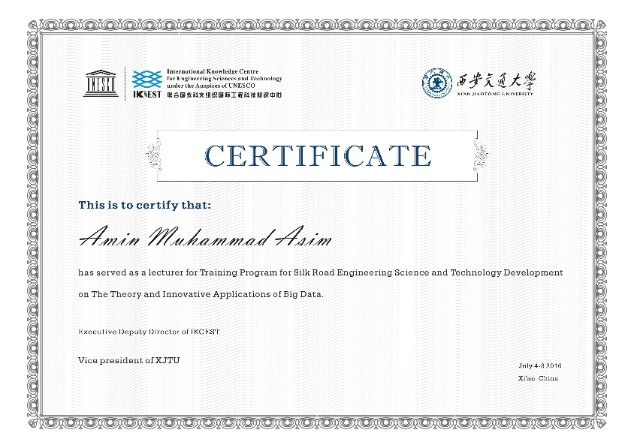 UNESCO
International Knowledge Centre
for Engineering Sciences and Technology
under the Auspices of UNESCO
IKCEST 联合国教科文组织国际工程科技知识中心
西安交通大学
XI'AN JIAOTONG UNIVERSITY
CERTIFICATE
This is to certify that:
Amin Muhammad Asim
has served as a lecturer for Training Program for Silk Road Engineering Science and Technology Development
on The Theory and Innovative Applications of Big Data.
Executive Deputy Director of IKCEST
Vice president of XJTU
July 4-8 2016
Xi'an China